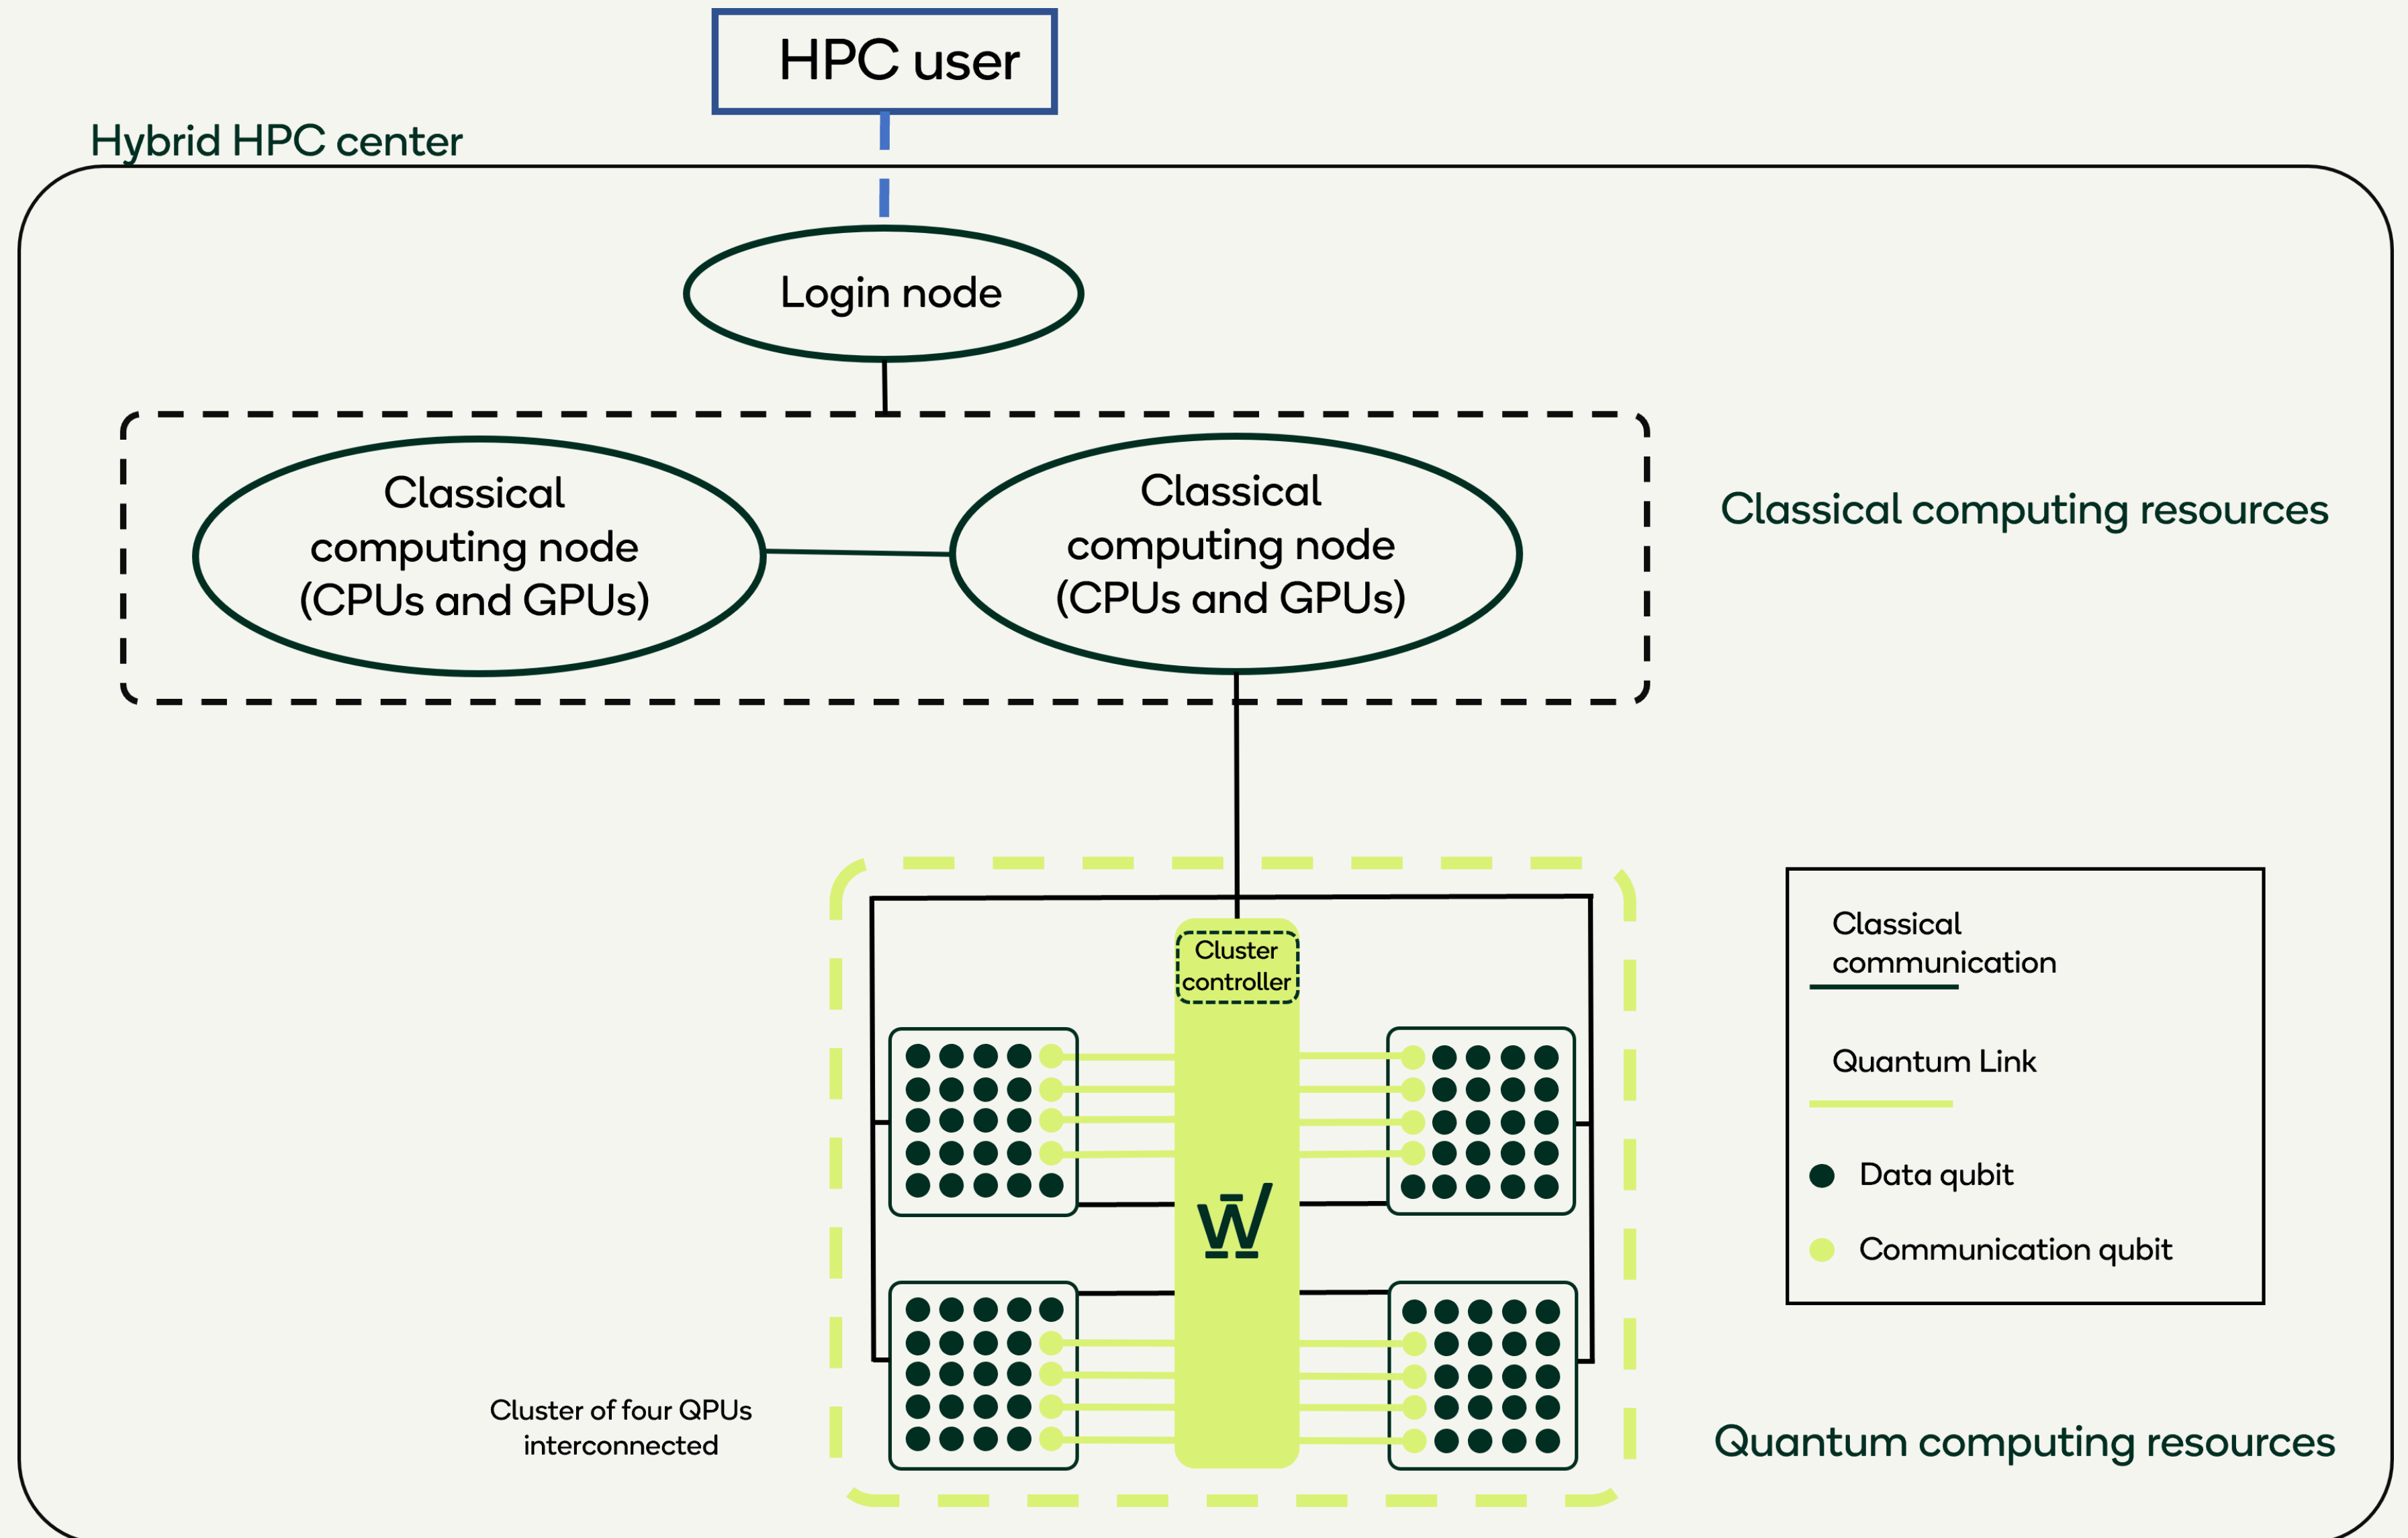 HPC user
Hybrid HPC center
Login node
Classical
computing node
(CPUs and GPUs)
Classical
computing node
(CPUs and GPUs)
Classical computing resources
Cluster
controller
Classical
communication
Quantum Link
Data qubit
Communication qubit
Cluster of four QPUs
interconnected
Quantum computing resources